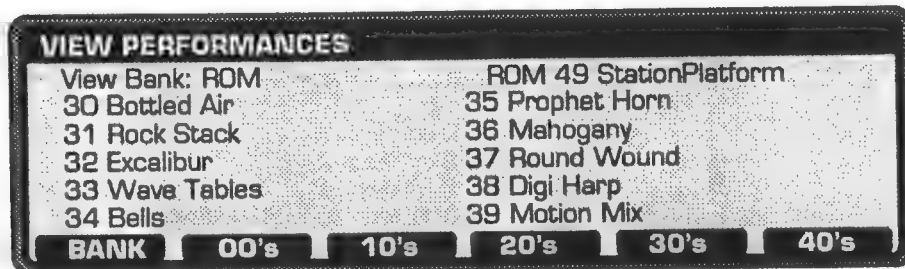 VIEW PERFORMANCES
View Bank: ROM ROM 49 StationPlatform
30 Bottled Air 35 Prophet Horn
31 Rock Stack 36 Mahogany
32 Excalibur 37 Round Wound
33 Wave Tables 38 Digi Harp
34 Bells 39 Motion Mix
BANK 00's 10's 20's 30's 40's